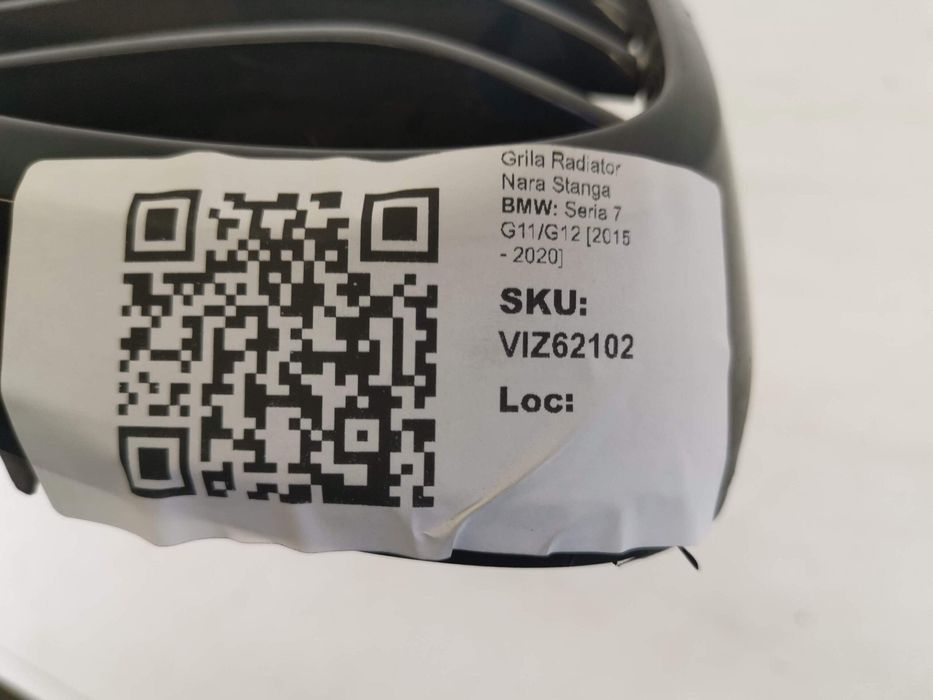 Grila Radiator
Nara Stanga
BMW: Seria 7
G11/G12 [2015
- 2020]
SKU:
VIZ62102
Loc: